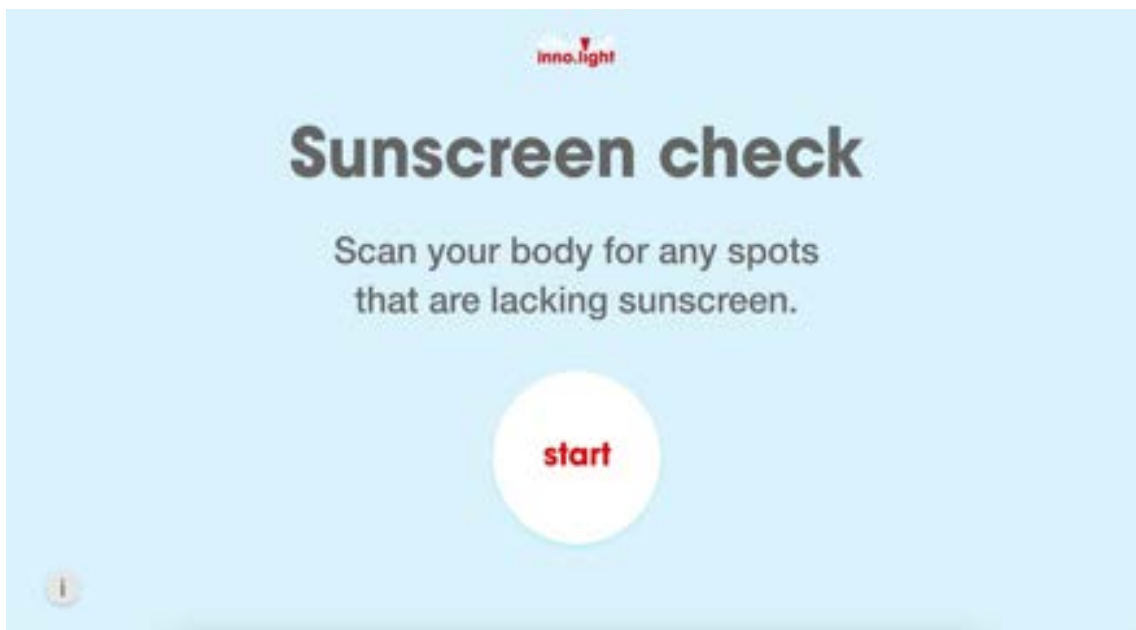 inno.light
Sunscreen check
Scan your body for any spots
that are lacking sunscreen.
start
i